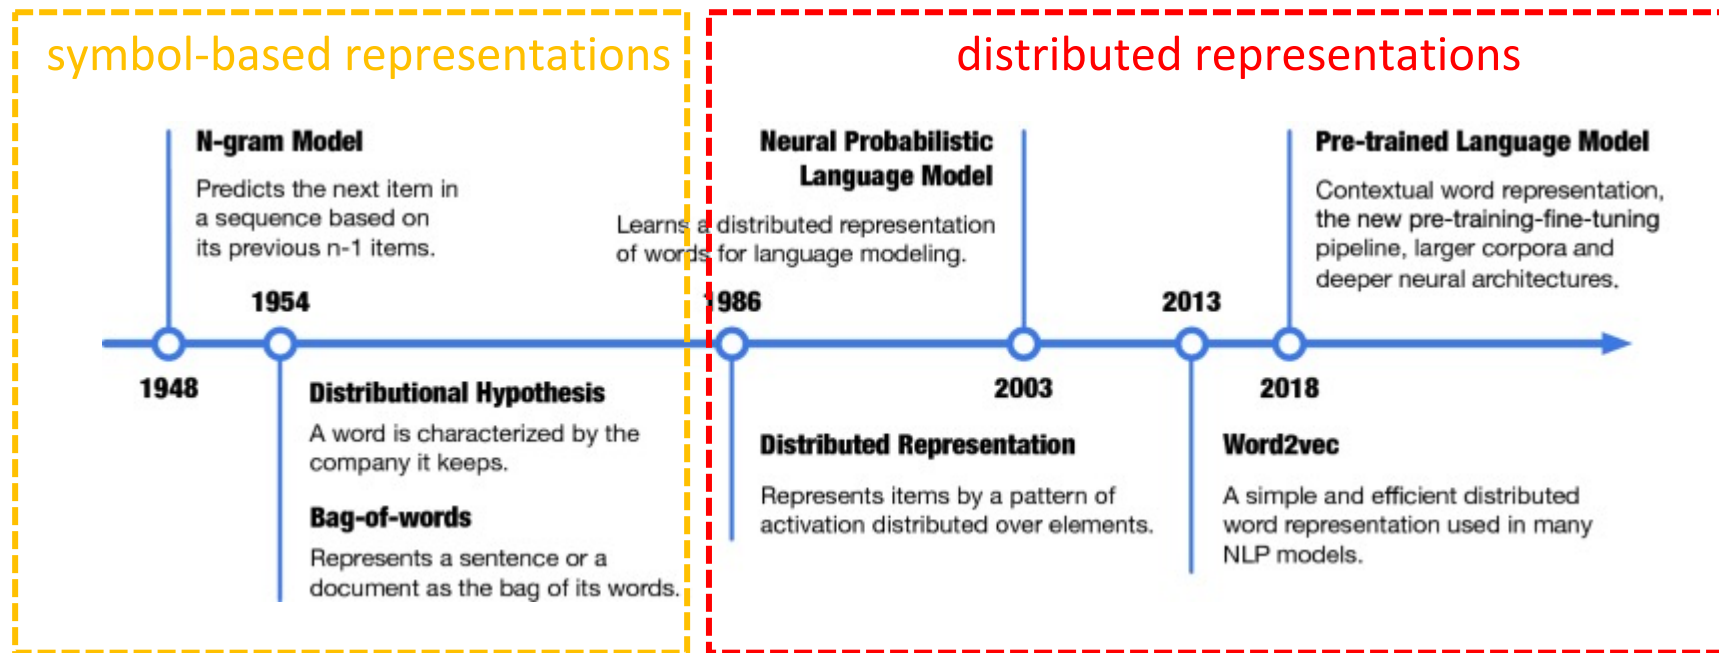 symbol-based representations
distributed representations
N-gram Model
Predicts the next item in
a sequence based on
its previous n-1 items.
1948
1954
Distributional Hypothesis
A word is characterized by the
company it keeps.
Bag-of-words
Represents a sentence or a
document as the bag of its words.
1986
Distributed Representation
Represents items by a pattern of
activation distributed over elements.
Neural Probabilistic
Language Model
Learns a distributed representation
of words for language modeling.
2003
2013
Word2vec
A simple and efficient distributed
word representation used in many
NLP models.
Pre-trained Language Model
Contextual word representation,
the new pre-training-fine-tuning
pipeline, larger corpora and
deeper neural architectures.
2018